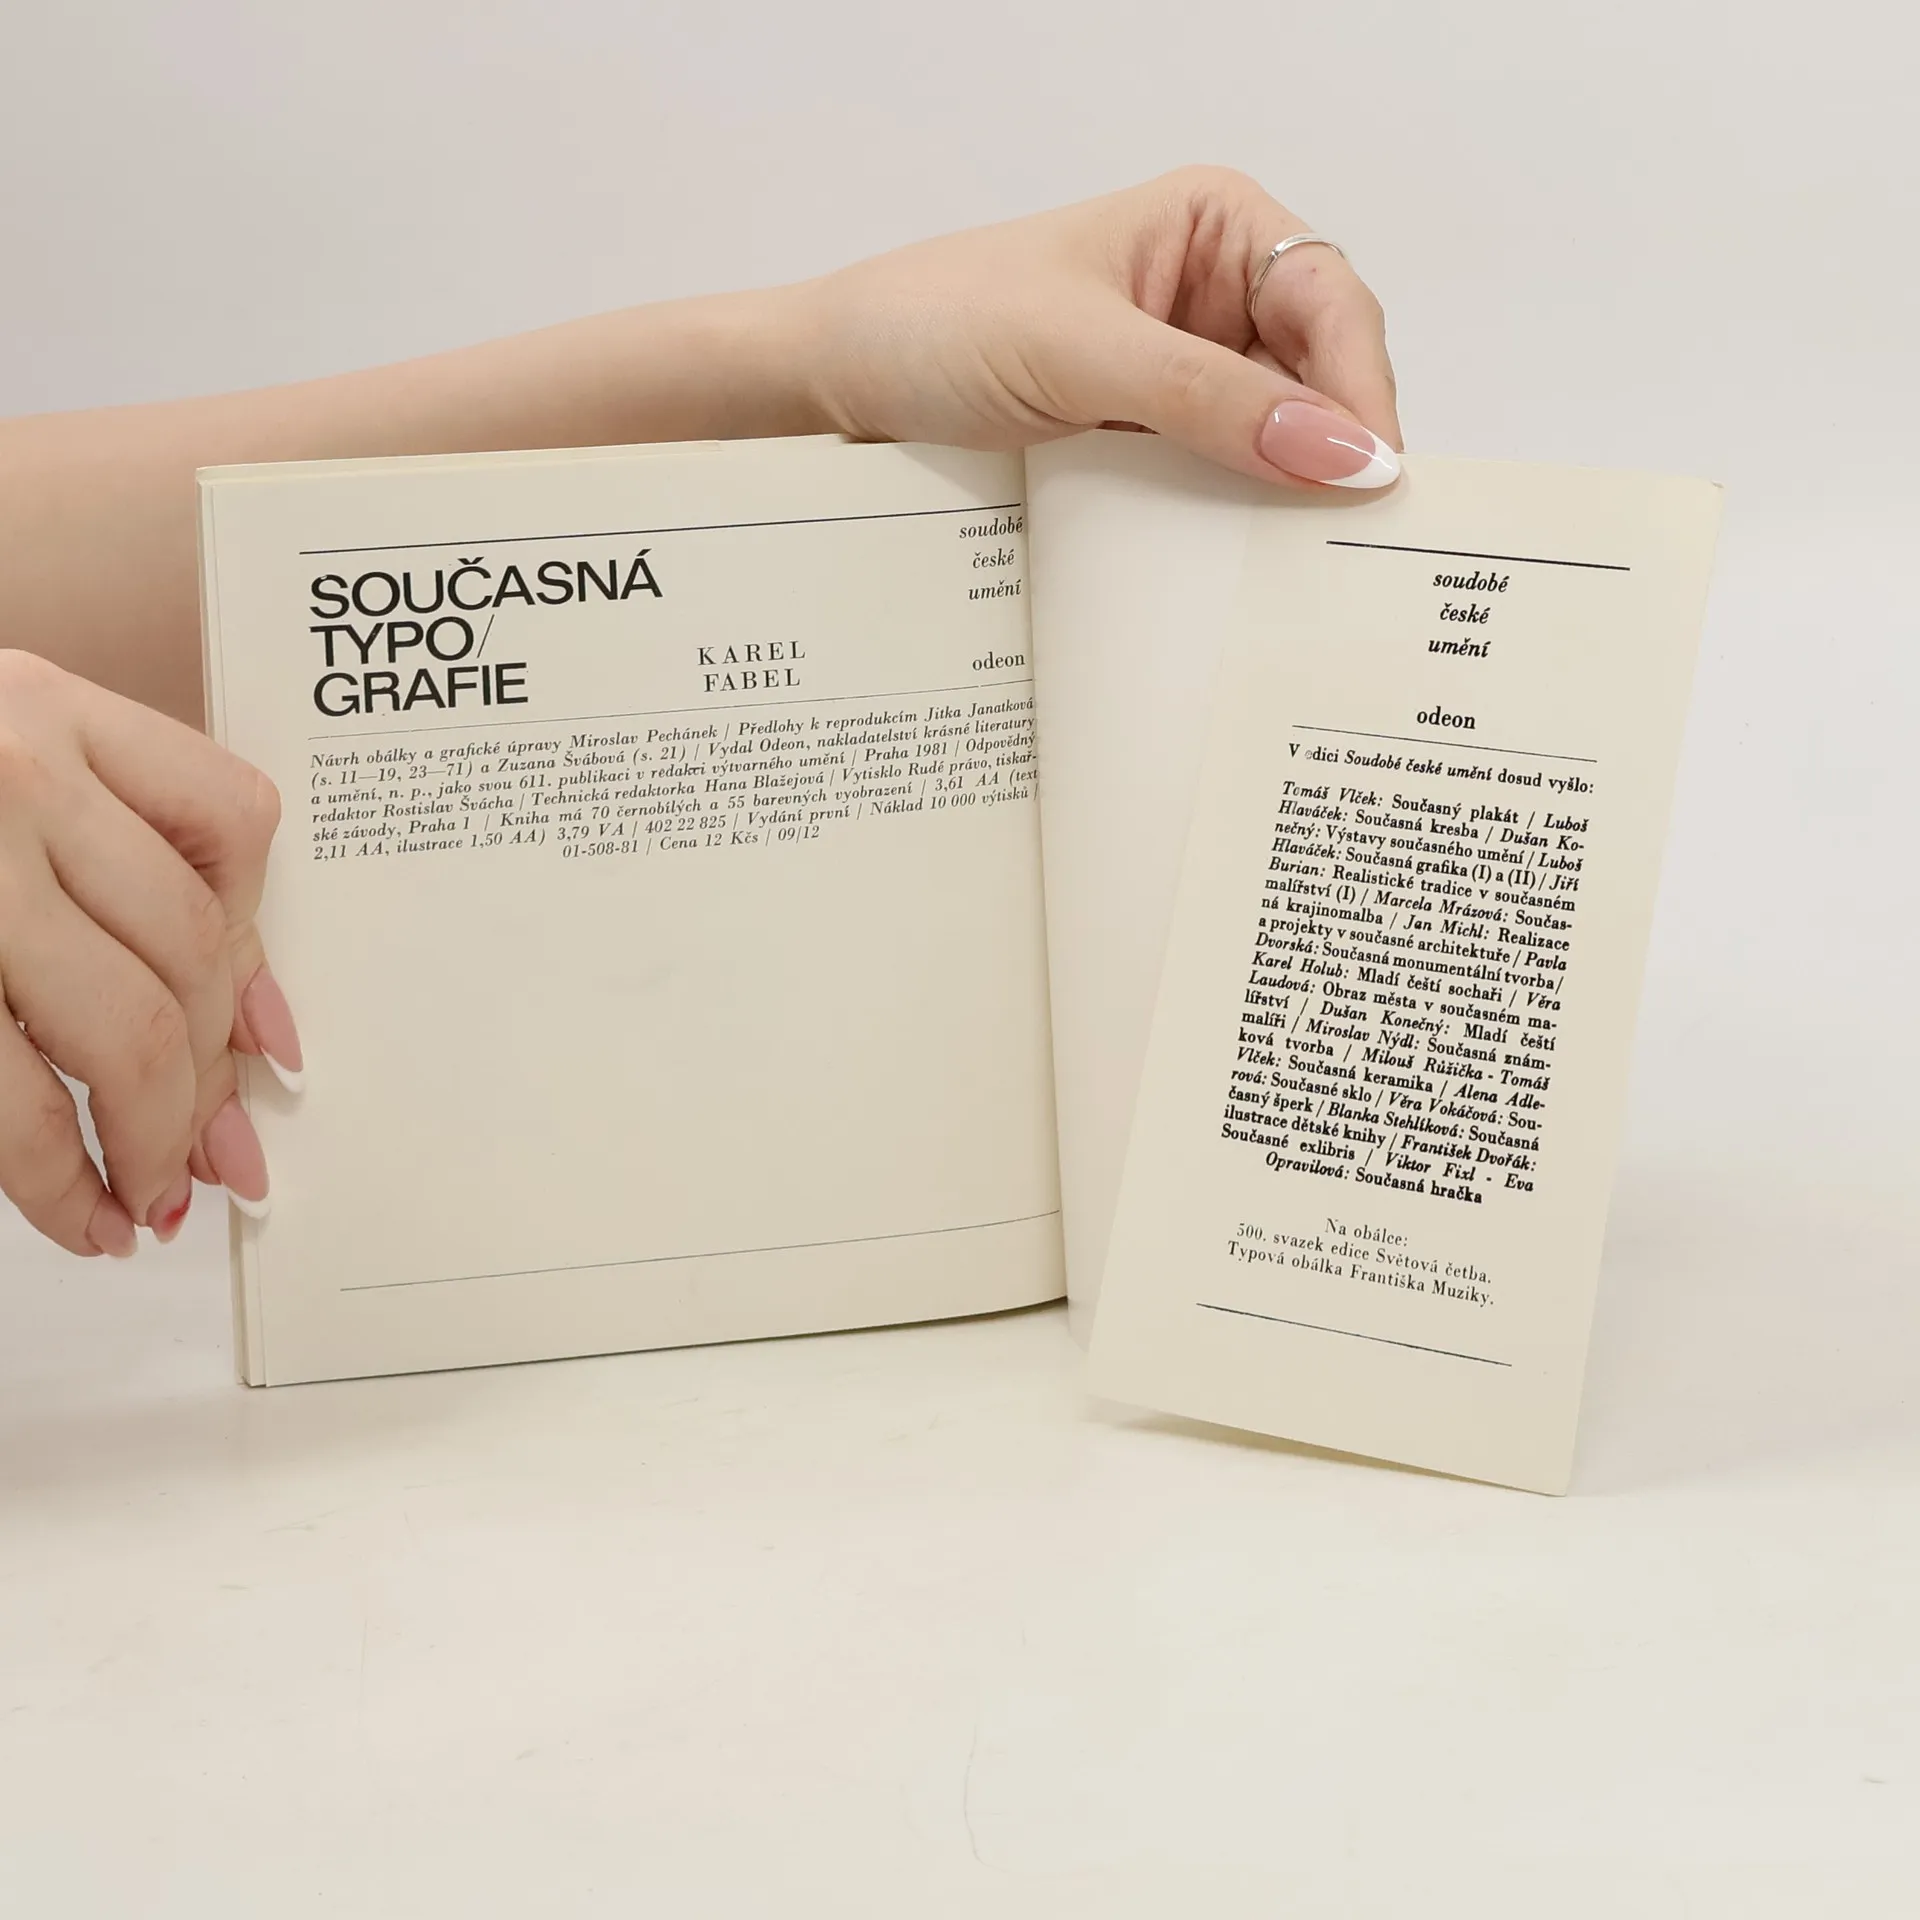 SOUČASNÁ
TYPO/
GRAFIE
KAREL
FABEL
soudobé
české
umění
odeon
Návrh obálky a grafické úpravy Miroslav Pechánek / Předlohy k reprodukcím Jitka Janatková
(s. 11—19, 23—71) a Zuzana Švábová (s. 21) / Vydal Odeon, nakladatelství krásné literatury
a umění, n. p., jako svou 611. publikaci v redakci výtvarného umění / Praha 1981 / Odpovědný
redaktor Rostislav Švácha / Technická redaktorka Hana Blažejová / Vytisklo Rudé právo, tiskař-
ské závody, Praha 1 / Kniha má 70 černobílých a 55 barevných vyobrazení / 3,61 AA (text
2,11 AA, ilustrace 1,50 AA) 3,79 VA / 402 22 825 / Vydání první / Náklad 10 000 výtisků /
01-508-81 / Cena 12 Kčs / 09/12
soudobé
české
umění
odeon
V edici Soudobé české umění dosud vyšlo:
Tomáš Vlček: Současný plakát / Luboš
Hlaváček: Současná kresba / Dušan Ko-
nečný: Výstavy současného umění / Luboš
Hlaváček: Současná grafika (I) a (II) / Jiří
Burian: Realistické tradice v současném
malířství (I) / Marcela Mrázová: Součas-
ná krajinomalba / Jan Michl: Realizace
a projekty v současné architektuře / Pavla
Dvorská: Současná monumentální tvorba /
Karel Holub: Mladí čeští sochaři / Věra
Laudová: Obraz města v současném ma-
lířství / Dušan Konečný: Mladí čeští
malíři / Miroslav Nýdl: Současná znám-
ková tvorba / Milouš Růžička - Tomáš
Vlček: Současná keramika / Alena Adle-
rová: Současné sklo / Věra Vokáčová: Sou-
časný šperk / Blanka Stehlíková: Současná
ilustrace dětské knihy / František Dvořák:
Současné exlibris / Viktor Fixl - Eva
Opravilová: Současná hračka
Na obálce:
500. svazek edice Světová četba.
Typová obálka Františka Muziky.